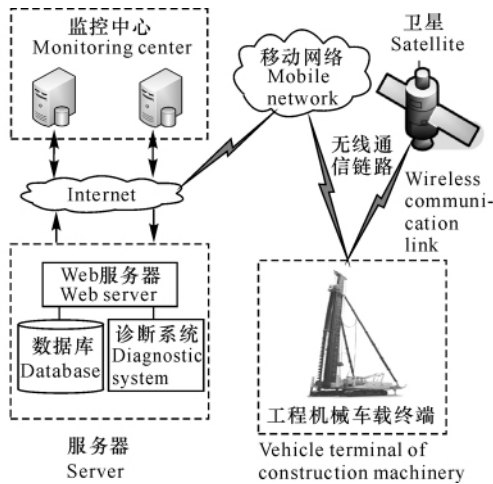 监控中心
Monitoring center
移动网络
Mobile
network
卫星
Satellite
无线通
信链路
Wireless
communi-
cation
link
Internet
Web服务器
Web server
数据库
Database
诊断系统
Diagnostic
system
服务器
Server
工程机械车载终端
Vehicle terminal of
construction machinery